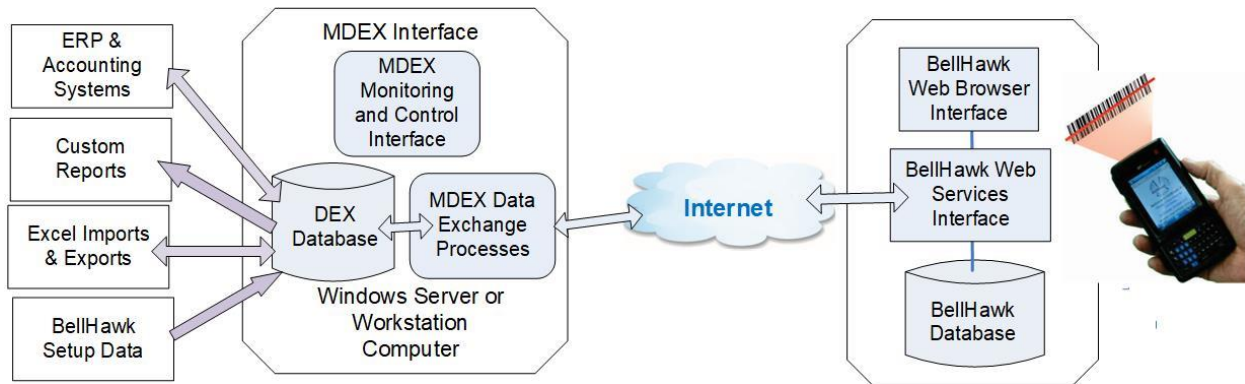 ERP &
Accounting
Systems
Custom
Reports
Excel Imports
& Exports
BellHawk
Setup Data
MDEX Interface
MDEX
Monitoring
and Control
Interface
DEX
Database
MDEX Data
Exchange
Processes
Windows Server or
Workstation
Computer
Internet
BellHawk
Web Browser
Interface
BellHawk Web
Services
Interface
BellHawk
Database